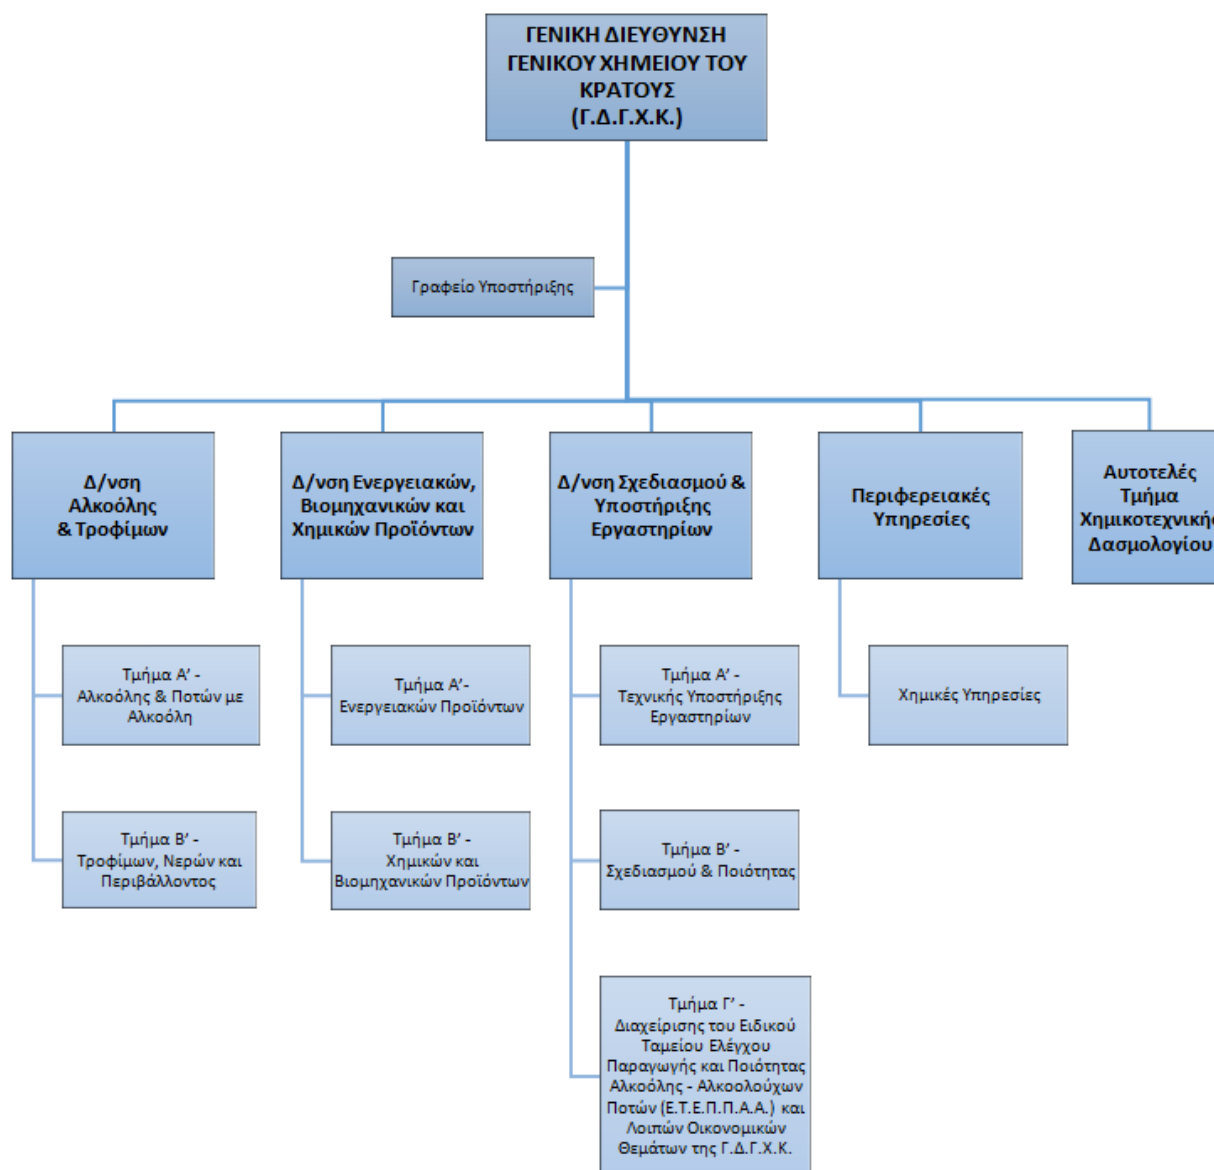 ΓΕΝΙΚΗ ΔΙΕΥΘΥΝΣΗ
ΓΕΝΙΚΟΥ ΧΗΜΕΙΟΥ ΤΟΥ
ΚΡΑΤΟΥΣ
(Γ.Δ.Γ.Χ.Κ.)
Γραφείο Υποστήριξης
Δ/νση
Αλκοόλης
& Τροφίμων
Δ/νση Ενεργειακών,
Βιομηχανικών και
Χημικών Προϊόντων
Δ/νση Σχεδιασμού &
Υποστήριξης
Εργαστηρίων
Περιφερειακές
Υπηρεσίες
Αυτοτελές
Τμήμα
Χημικοτεχνικής
Δασμολογίου
Τμήμα Α’ -
Αλκοόλης & Ποτών με
Αλκοόλη
Τμήμα Α’-
Ενεργειακών Προϊόντων
Τμήμα Α’ -
Τεχνικής Υποστήριξης
Εργαστηρίων
Χημικές Υπηρεσίες
Τμήμα Β’ -
Τροφίμων, Νερών και
Περιβάλλοντος
Τμήμα Β’ -
Χημικών και
Βιομηχανικών Προϊόντων
Τμήμα Β’ -
Σχεδιασμού & Ποιότητας
Τμήμα Γ’ -
Διαχείρισης του Ειδικού
Ταμείου Ελέγχου
Παραγωγής και Ποιότητας
Αλκοόλης - Αλκοολούχων
Ποτών (Ε.Τ.Ε.Π.Π.Α.Α.) και
Λοιπών Οικονομικών
Θεμάτων της Γ.Δ.Γ.Χ.Κ.